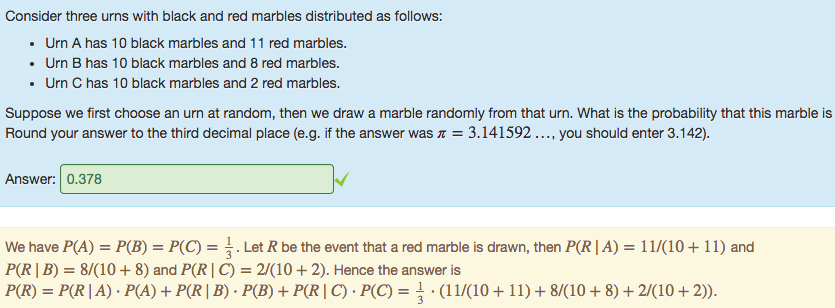 Consider three urns with black and red marbles distributed as follows:
• Urn A has 10 black marbles and 11 red marbles.
• Urn B has 10 black marbles and 8 red marbles.
• Urn C has 10 black marbles and 2 red marbles.
Suppose we first choose an urn at random, then we draw a marble randomly from that urn. What is the probability that this marble is
Round your answer to the third decimal place (e.g. if the answer was π = 3.141592 …, you should enter 3.142).
Answer: 0.378
We have P(A) = P(B) = P(C) = 1/3. Let R be the event that a red marble is drawn, then P(R | A) = 11/(10 + 11) and
P(R | B) = 8/(10 + 8) and P(R | C) = 2/(10 + 2). Hence the answer is
P(R) = P(R | A) · P(A) + P(R | B) · P(B) + P(R | C) · P(C) = 1/3 · (11/(10 + 11) + 8/(10 + 8) + 2/(10 + 2)).